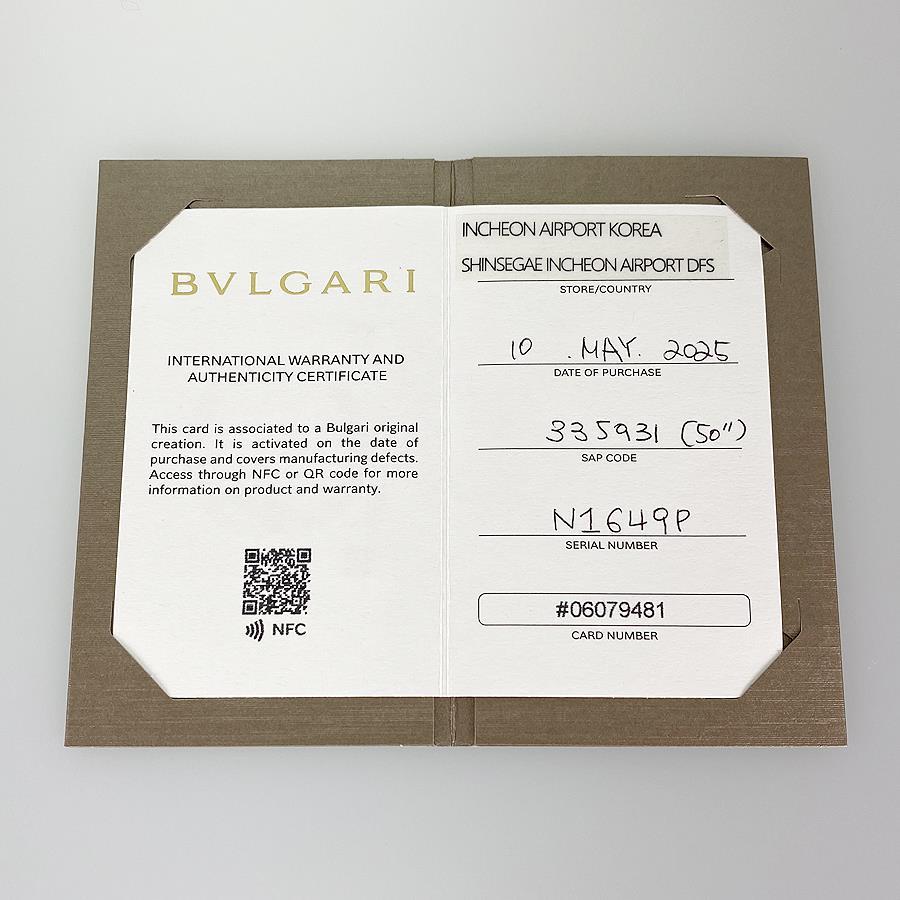 BVLGARI
INTERNATIONAL WARRANTY AND
AUTHENTICITY CERTIFICATE
This card is associated to a Bulgari original
creation. It is activated on the date of
purchase and covers manufacturing defects.
Access through NFC or QR code for more
information on product and warranty.
NFC
INCHEON AIRPORT KOREA
SHINSEGAE INCHEON AIRPORT DFS
STORE/COUNTRY
10 .MAY. 2025
DATE OF PURCHASE
335931 (50")
SAP CODE
N1649P
SERIAL NUMBER
#06079481
CARD NUMBER